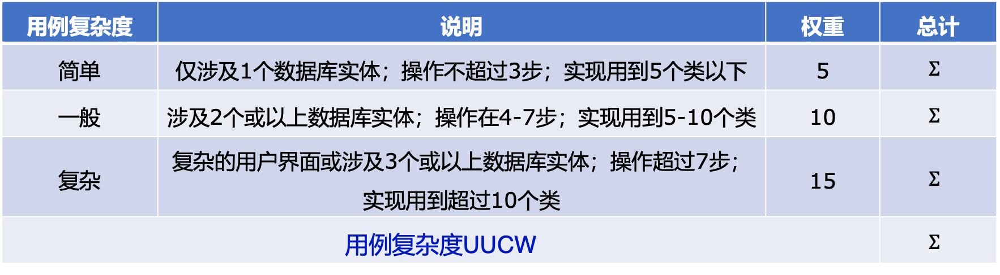 用例复杂度 说明 权重 总计
简单 仅涉及1个数据库实体；操作不超过3步；实现用到5个类以下 5 Σ
一般 涉及2个或以上数据库实体；操作在4-7步；实现用到5-10个类 10 Σ
复杂 复杂的用户界面或涉及3个或以上数据库实体；操作超过7步；
实现用到超过10个类 15 Σ
用例复杂度UUCW Σ